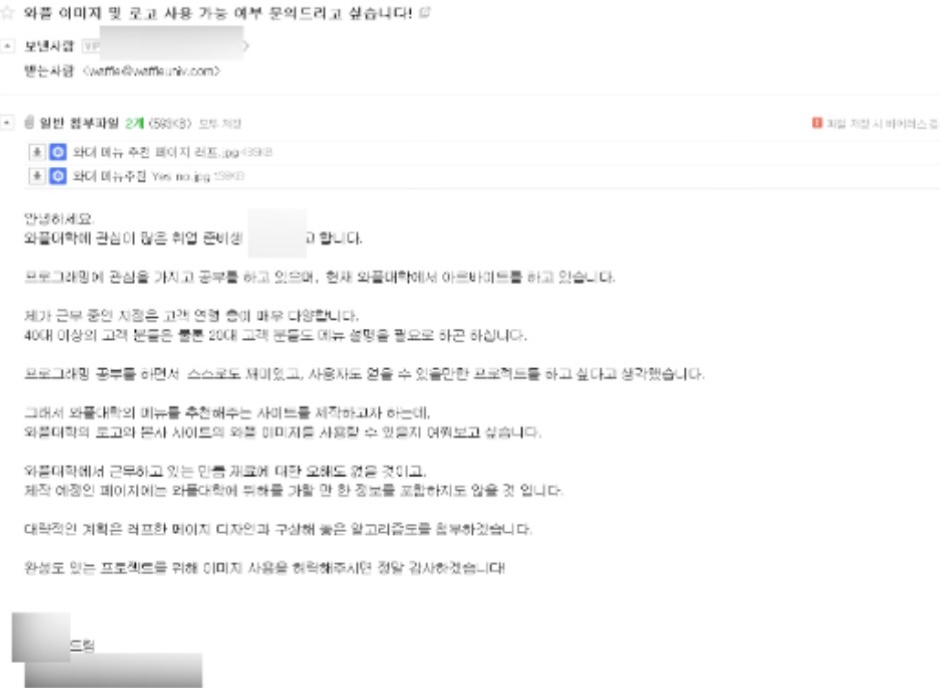 와플 이미지 및 로고 사용 가능 여부 문의드리고 싶습니다!
보낸사람 VIP
받는사람 <waffle@waffleuniv.com>
일반 첨부파일 2개 (593KB) 모두 저장
파일 저장 시 바이러스 검
와대 메뉴 추천 페이지 러프.jpg
와대 메뉴추천 Yes no.jpg
안녕하세요.
와플대학에 관심이 많은 취업 준비생 고 합니다.
프로그래밍에 관심을 가지고 공부를 하고 있으며, 현재 와플대학에서 아르바이트를 하고 있습니다.
제가 근무 중인 지점은 고객 연령 층이 매우 다양합니다.
40대 이상의 고객 분들은 물론 20대 고객 분들도 메뉴 설명을 필요로 하곤 하십니다.
프로그래밍 공부를 하면서 스스로도 재미있고, 사용자도 얻을 수 있을만한 프로젝트를 하고 싶다고 생각했습니다.
그래서 와플대학의 메뉴를 추천해주는 사이트를 제작하고자 하는데,
와플대학의 로고와 본사 사이트의 와플 이미지를 사용할 수 있을지 여쭤보고 싶습니다.
와플대학에서 근무하고 있는 만큼 재료에 대한 오해도 없을 것이고,
제작 예정인 페이지에는 와플대학에 위해를 가할 만 한 정보를 포함하지도 않을 것 입니다.
대략적인 계획은 러프한 페이지 디자인과 구상해 놓은 알고리즘도를 첨부하겠습니다.
완성도 있는 프로젝트를 위해 이미지 사용을 허락해주시면 정말 감사하겠습니다!
드림